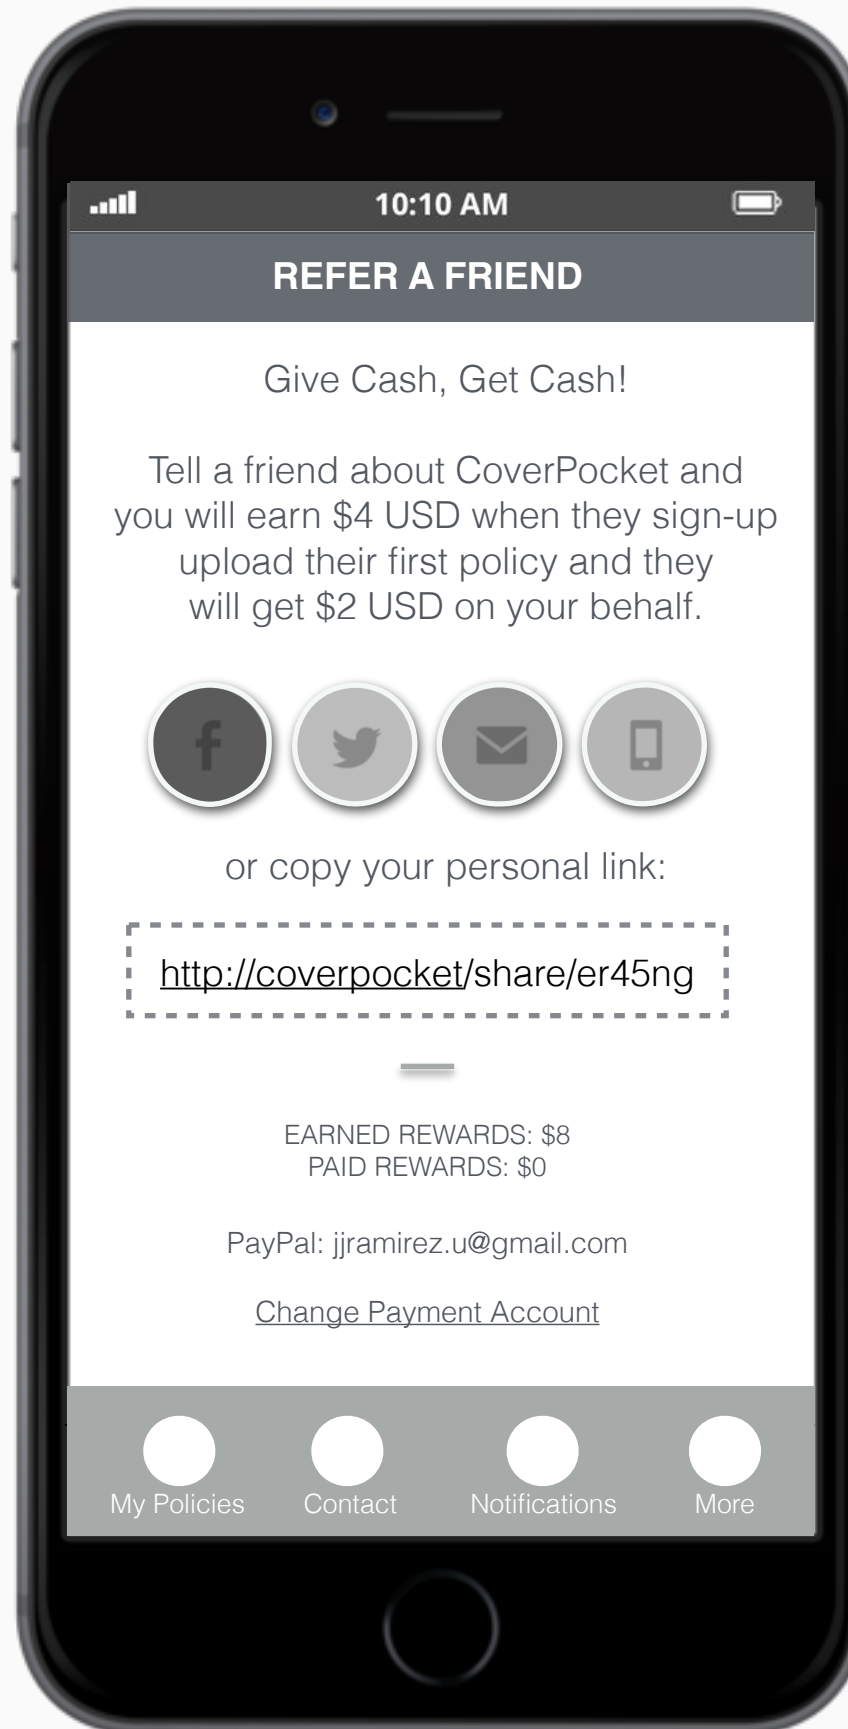 10:10 AM
REFER A FRIEND
Give Cash, Get Cash!
Tell a friend about CoverPocket and
you will earn $4 USD when they sign-up
upload their first policy and they
will get $2 USD on your behalf.
or copy your personal link:
http://coverpocket/share/er45ng
EARNED REWARDS: $8
PAID REWARDS: $0
PayPal: jjramirez.u@gmail.com
Change Payment Account
My Policies Contact Notifications More